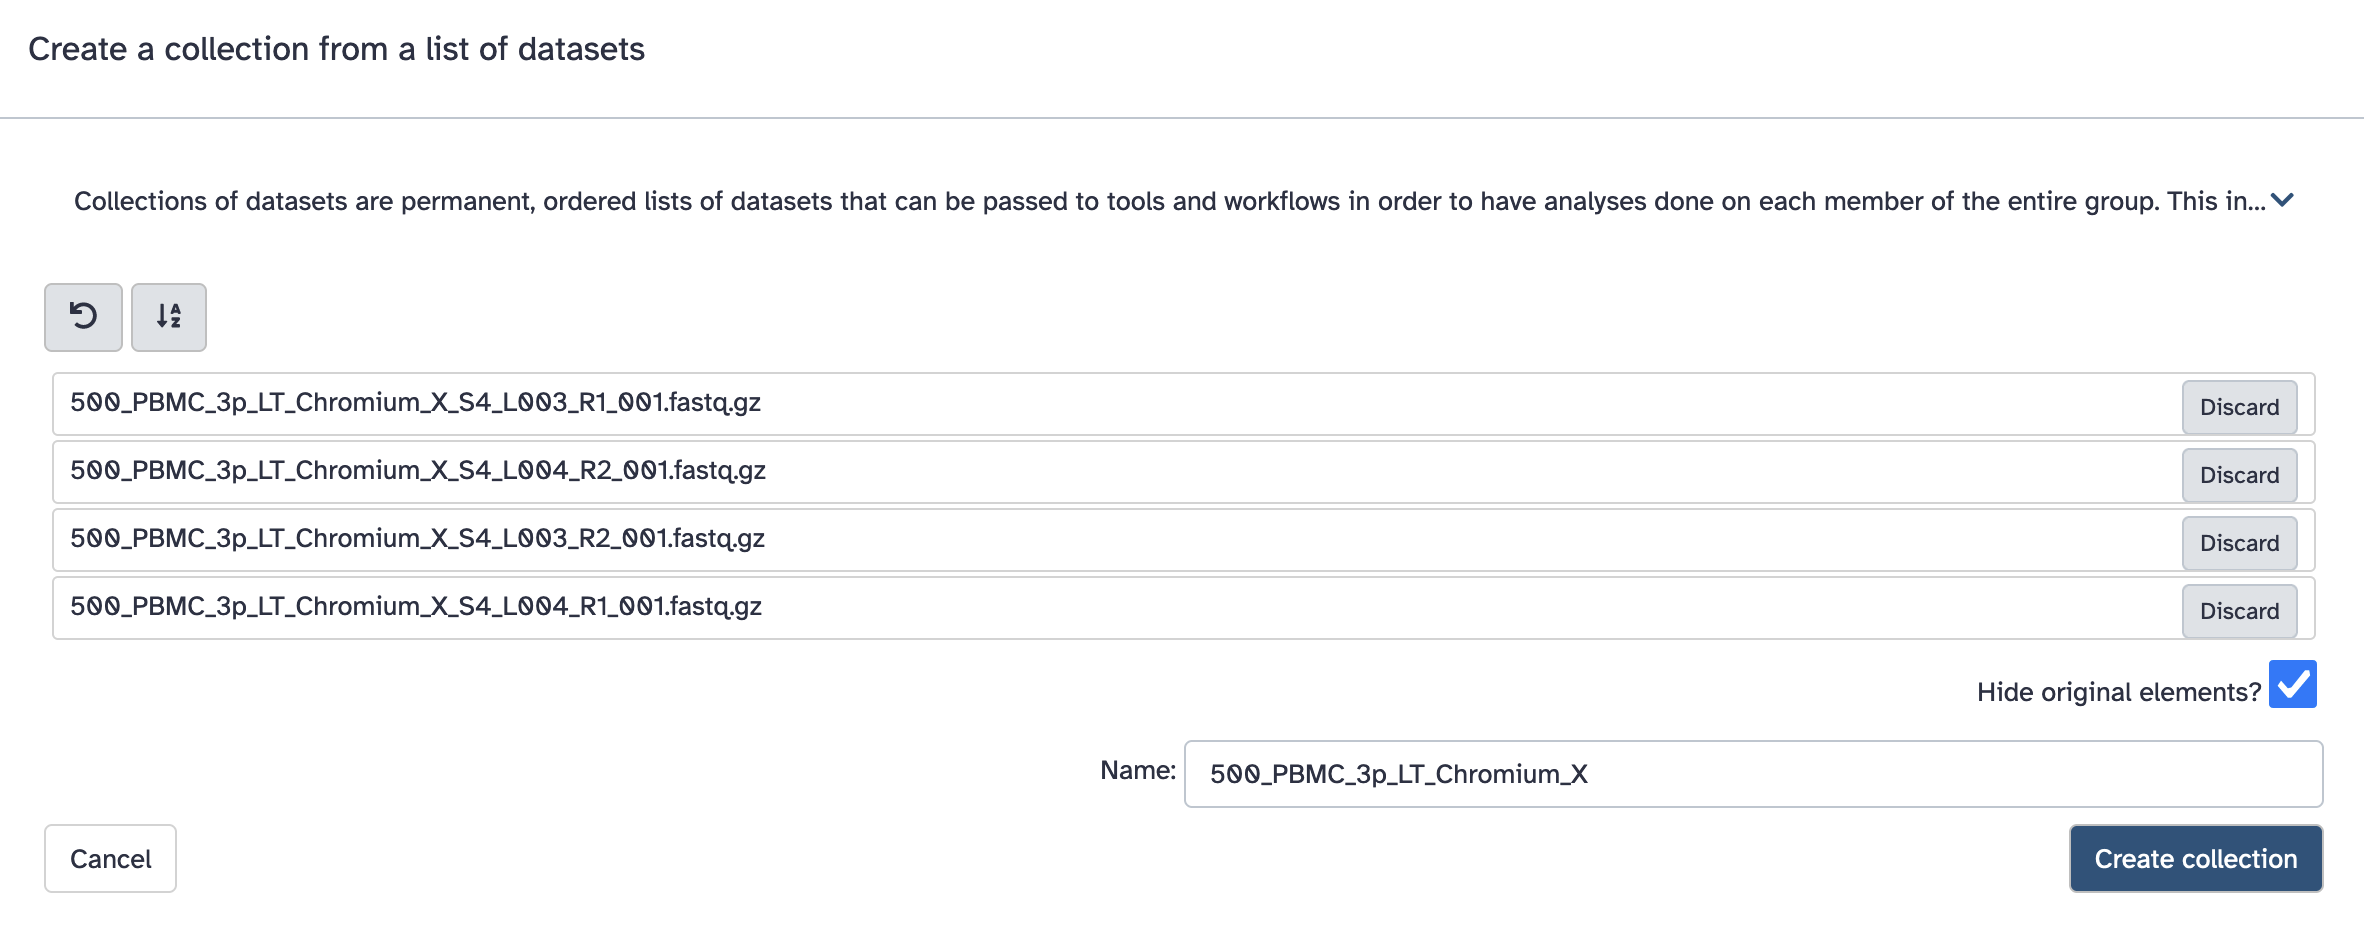 Create a collection from a list of datasets
Collections of datasets are permanent, ordered lists of datasets that can be passed to tools and workflows in order to have analyses done on each member of the entire group. This in...
A
Z
500_PBMC_3p_LT_Chromium_X_S4_L003_R1_001.fastq.gz
Discard
500_PBMC_3p_LT_Chromium_X_S4_L004_R2_001.fastq.gz
Discard
500_PBMC_3p_LT_Chromium_X_S4_L003_R2_001.fastq.gz
Discard
500_PBMC_3p_LT_Chromium_X_S4_L004_R1_001.fastq.gz
Discard
Hide original elements?
Name: 500_PBMC_3p_LT_Chromium_X
Cancel
Create collection